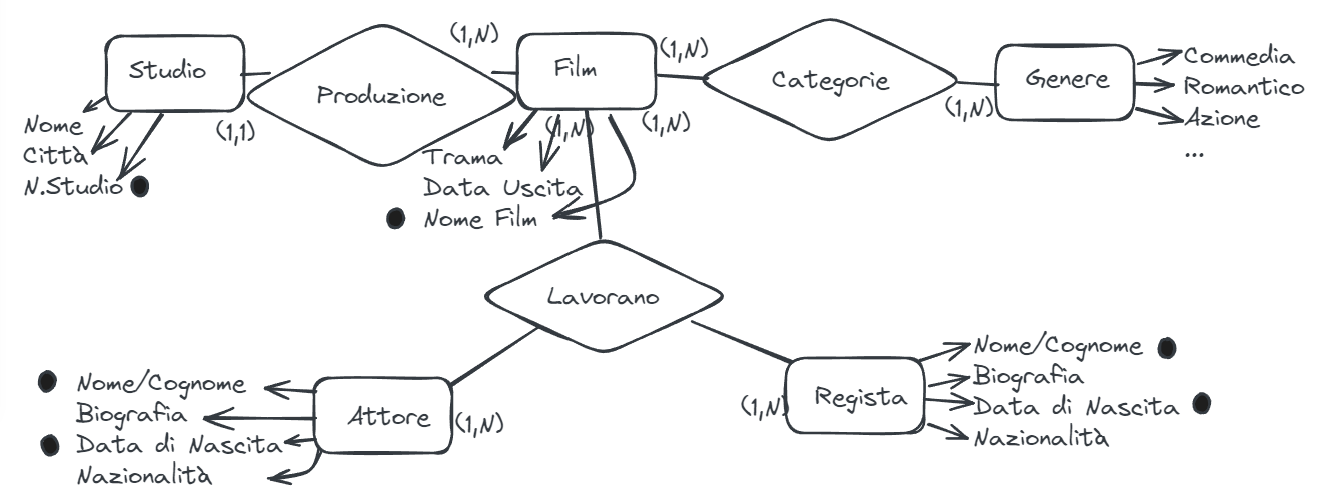 Studio
Produzione
(1,N)
Film
(1,N)
Categorie
Genere
Commedia
Romantico
Azione
...
Nome
Città
N.Studio
(1,1)
(1,N)
(1,N)
(1,N)
Trama
Data Uscita
Nome Film
Lavorano
Nome/Cognome
Biografia
Data di Nascita
Nazionalità
Attore
(1,N)
(1,N)
Regista
Nome/Cognome
Biografia
Data di Nascita
Nazionalità